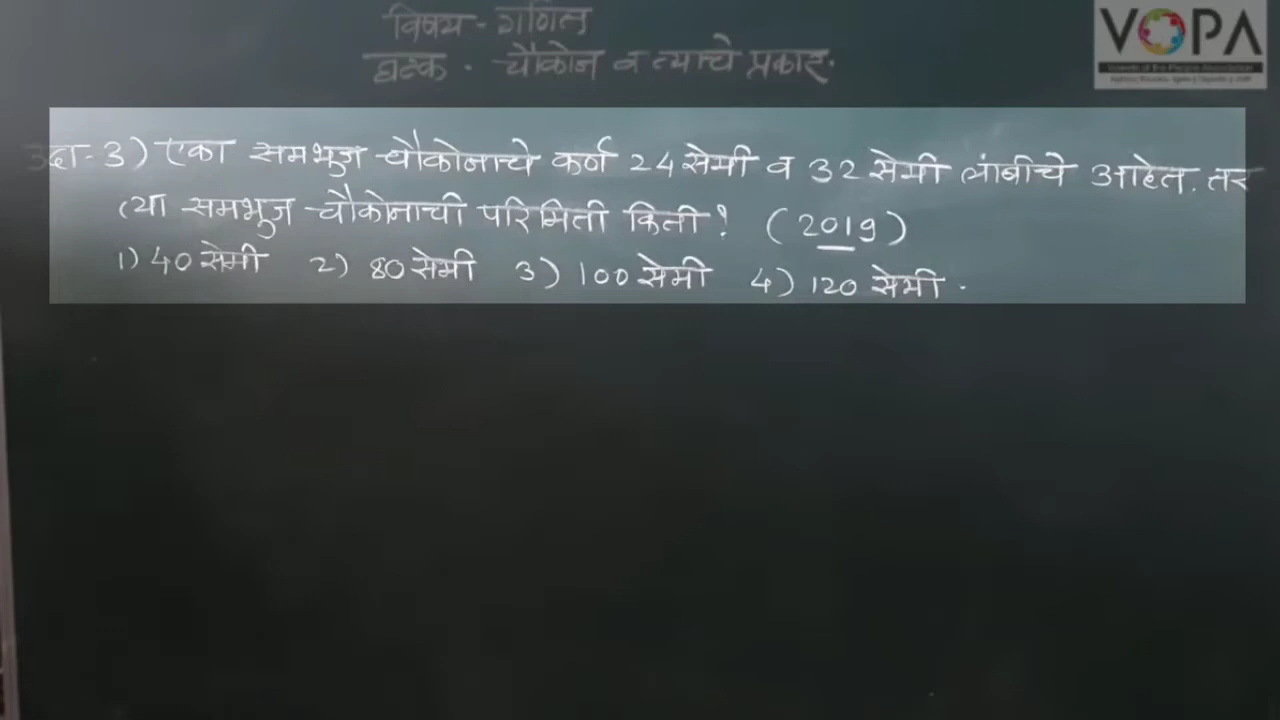 विषय - गणित
घटक - चौकोन व त्याचे प्रकार.
VOPA
उदा-3) एका समभुज चौकोनाचे कर्ण 24 सेमी व 32 सेमी लांबीचे आहेत. तर
त्या समभुज चौकोनाची परिमिती किती? (2019)
1) 40 सेमी 2) 80 सेमी 3) 100 सेमी 4) 120 सेमी.